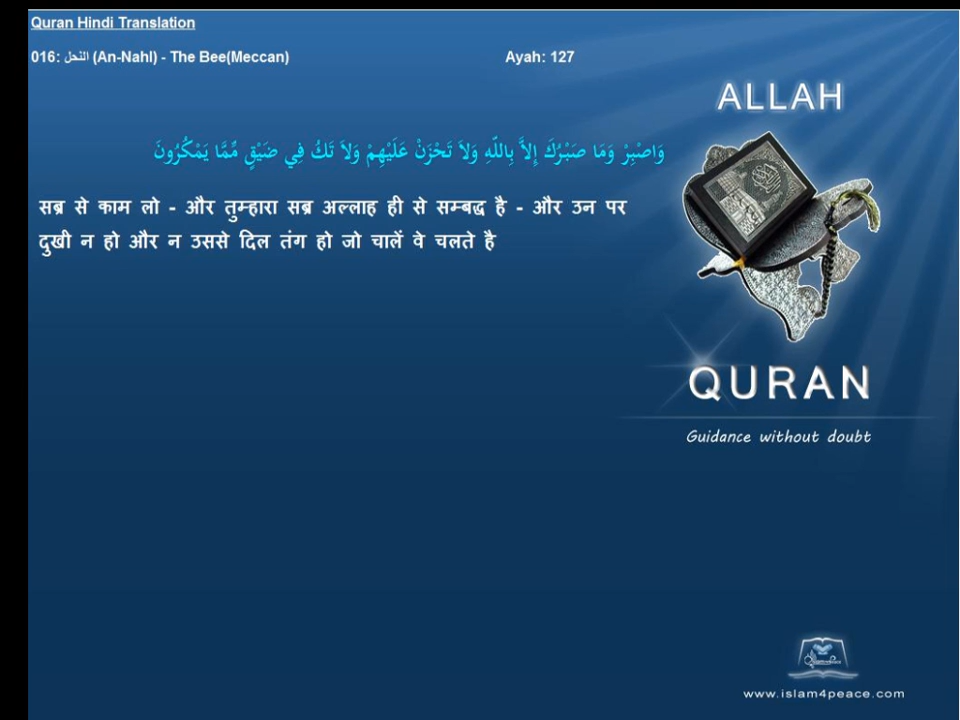 Quran Hindi Translation
016: النحل (An-Nahl) - The Bee(Meccan) Ayah: 127
ALLAH
وَاصْبِرْ وَمَا صَبْرُكَ إِلاَّ بِاللّهِ وَلاَ تَحْزَنْ عَلَيْهِمْ وَلاَ تَكُ فِي ضَيْقٍ مِّمَّا يَمْكُرُونَ
सब्र से काम लो - और तुम्हारा सब्र अल्लाह ही से सम्बद्ध है - और उन पर
दुखी न हो और न उससे दिल तंग हो जो चालें वे चलते है
QURAN
Guidance without doubt
www.islam4peace.com